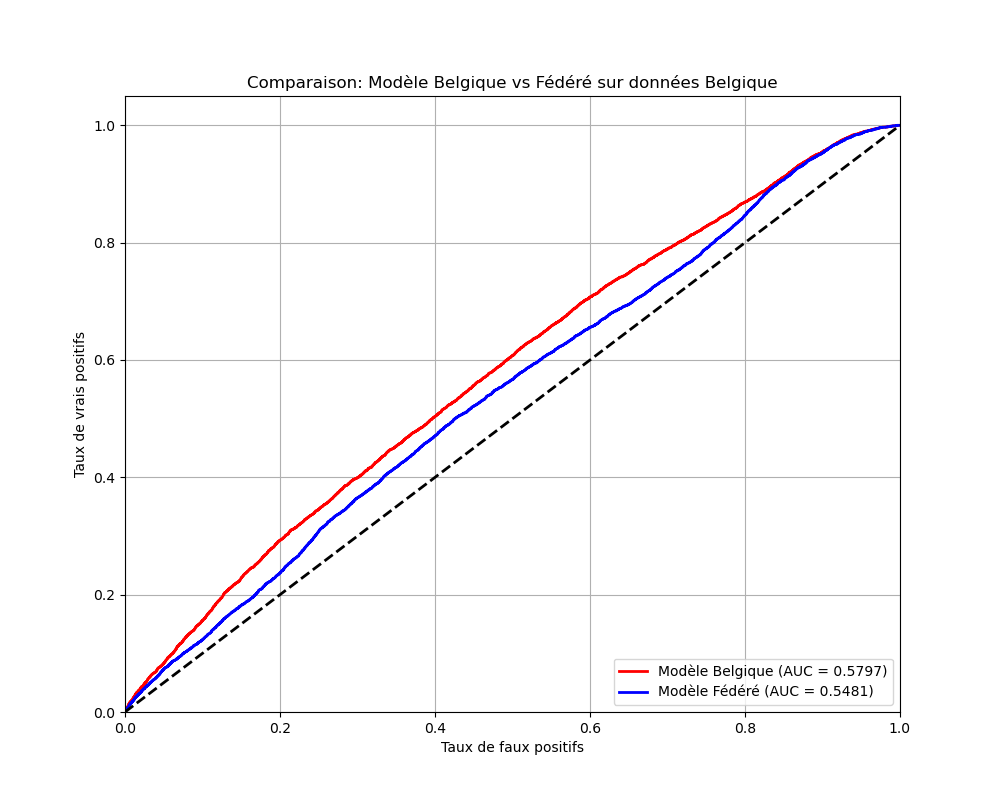 Comparaison: Modèle Belgique vs Fédéré sur données Belgique
Taux de vrais positifs
1.0
0.8
0.6
0.4
0.2
0.0
Modèle Belgique (AUC = 0.5797)
Modèle Fédéré (AUC = 0.5481)
0.0 0.2 0.4 0.6 0.8 1.0
Taux de faux positifs